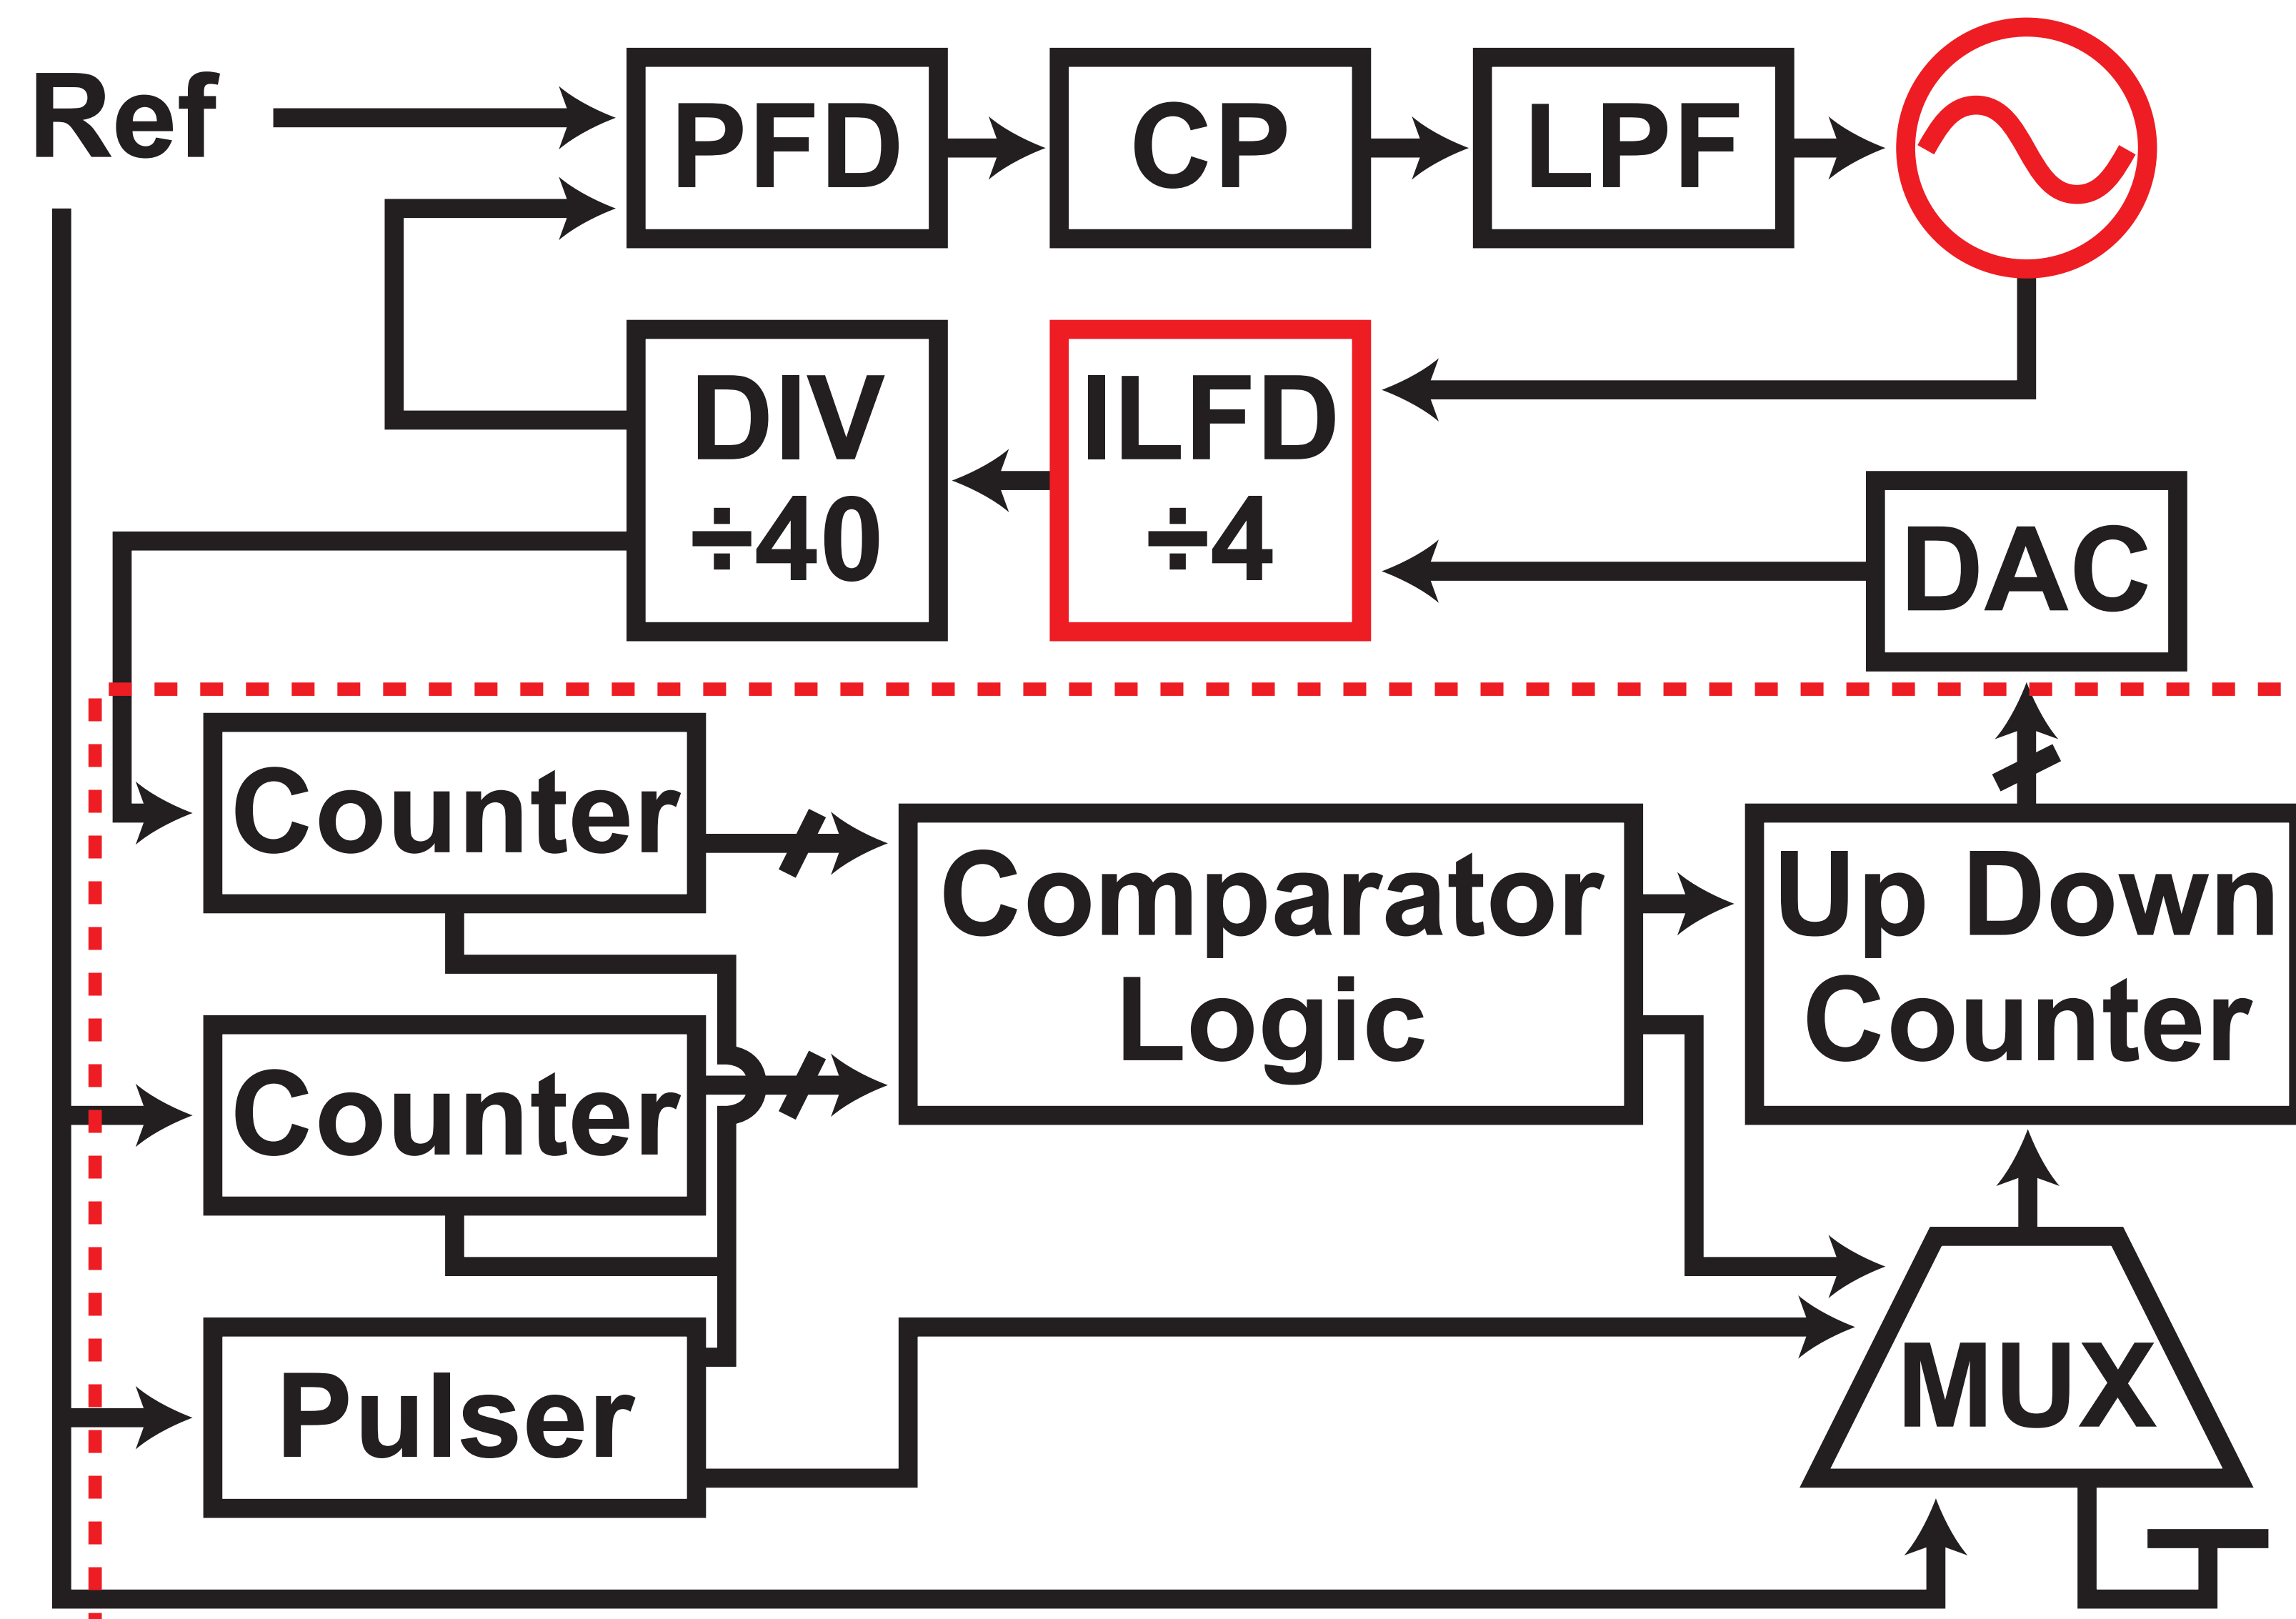 Ref
PFD
CP
LPF
DIV
÷40
ILFD
÷4
DAC
Counter
Comparator
Logic
Up Down
Counter
Counter
Pulser
MUX